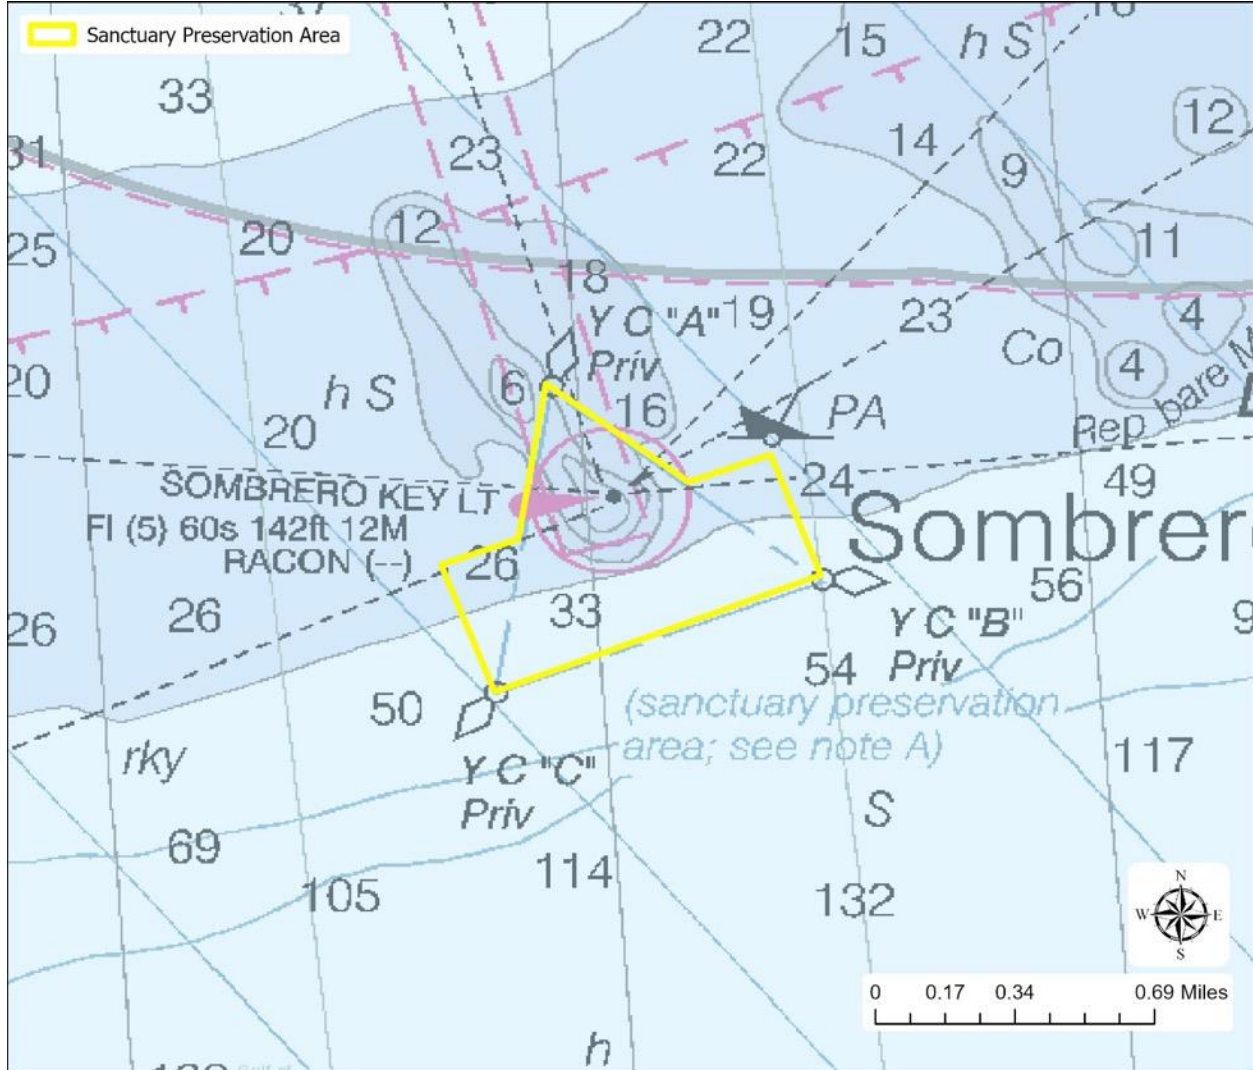 Sanctuary Preservation Area
22
15
h S
33
14
12
23
22
9
31
25
20
12
11
18
Y C "A"
Priv
19
23
4
Co
4
20
h S
6
16
PA
20
Rep bare
24
49
SOMBRERO KEY LT
Fl (5} 60s 142ft 12M
RACON (--)
Sombrer
26
26
26
33
56
Y C "B"
Priv
54
50
(sanctuary preservation
area; see note A)
rky
Y C "C"
Priv
117
S
69
105
114
132
N
W
E
S
0 0.17 0.34 0.69 Miles
h